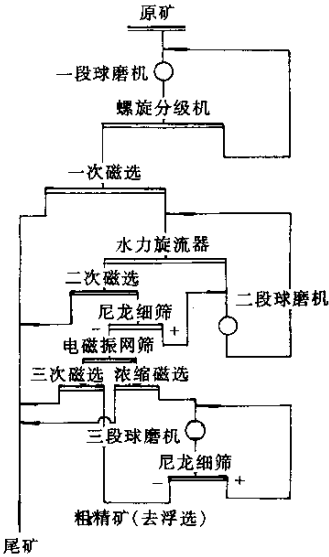 原矿
一段球磨机
螺旋分级机
一次磁选
水力旋流器
二次磁选
尼龙细筛
二段球磨机
- +
电磁振网筛
三次磁选 浓缩磁选
三段球磨机
尼龙细筛
- +
粗精矿(去浮选)
尾矿